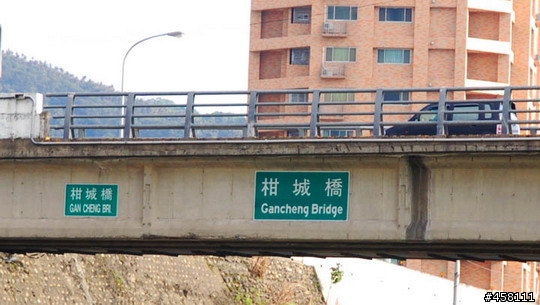 柑城橋
GAN CHENG BRI.
柑城橋
Gancheng Bridge
#458111